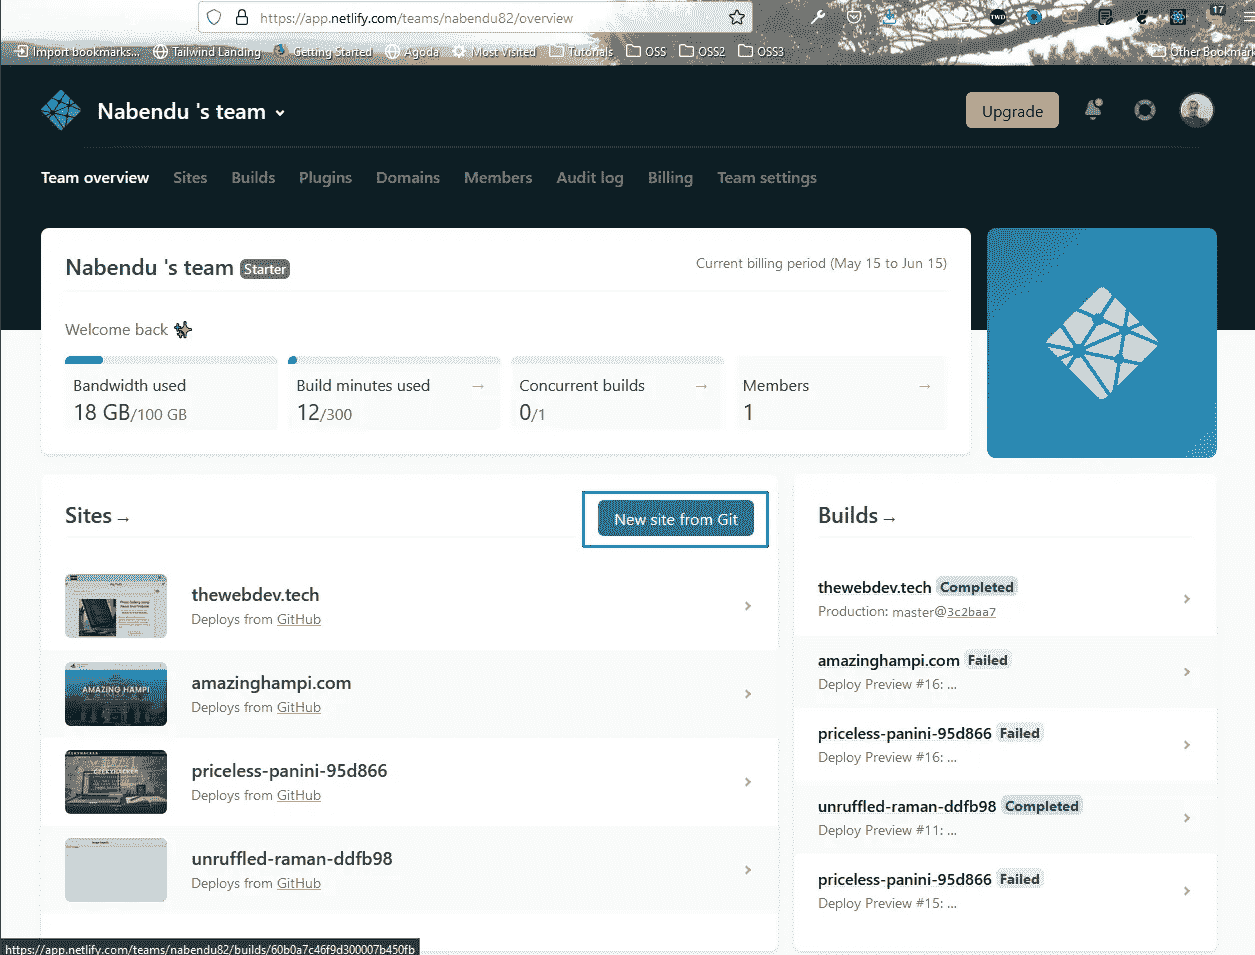 https://app.netlify.com/teams/nabendu82/overview
17
Import bookmarks... Tailwind Landing Getting Started Agoda Most Visited Tutorials OSS OSS2 OSS3 Other Bookmark
Nabendu 's team
Upgrade
Team overview Sites Builds Plugins Domains Members Audit log Billing Team settings
Nabendu 's team Starter
Current billing period (May 15 to Jun 15)
Welcome back
Bandwidth used
18 GB/100 GB
Build minutes used →
12/300
Concurrent builds →
0/1
Members →
1
Sites →
New site from Git
thewebdev.tech
Deploys from GitHub
AMAZING HAMPI
amazinghampi.com
Deploys from GitHub
priceless-panini-95d866
Deploys from GitHub
unruffled-raman-ddfb98
Deploys from GitHub
Builds →
thewebdev.tech Completed
Production: master@3c2baa7
amazinghampi.com Failed
Deploy Preview #16: ...
priceless-panini-95d866 Failed
Deploy Preview #16: ...
unruffled-raman-ddfb98 Completed
Deploy Preview #11: ...
priceless-panini-95d866 Failed
Deploy Preview #15: ...
https://app.netlify.com/teams/nabendu82/builds/60b0a7c46f9d300007b450fb